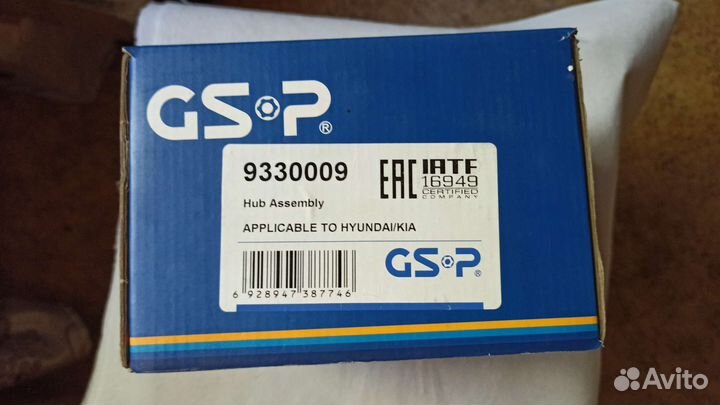 GSP®
9330009
EAC
IATF
16949
CERTIFIED
COMPANY
Hub Assembly
APPLICABLE TO HYUNDAI/KIA
GSP®
6 928947 387746
Avito